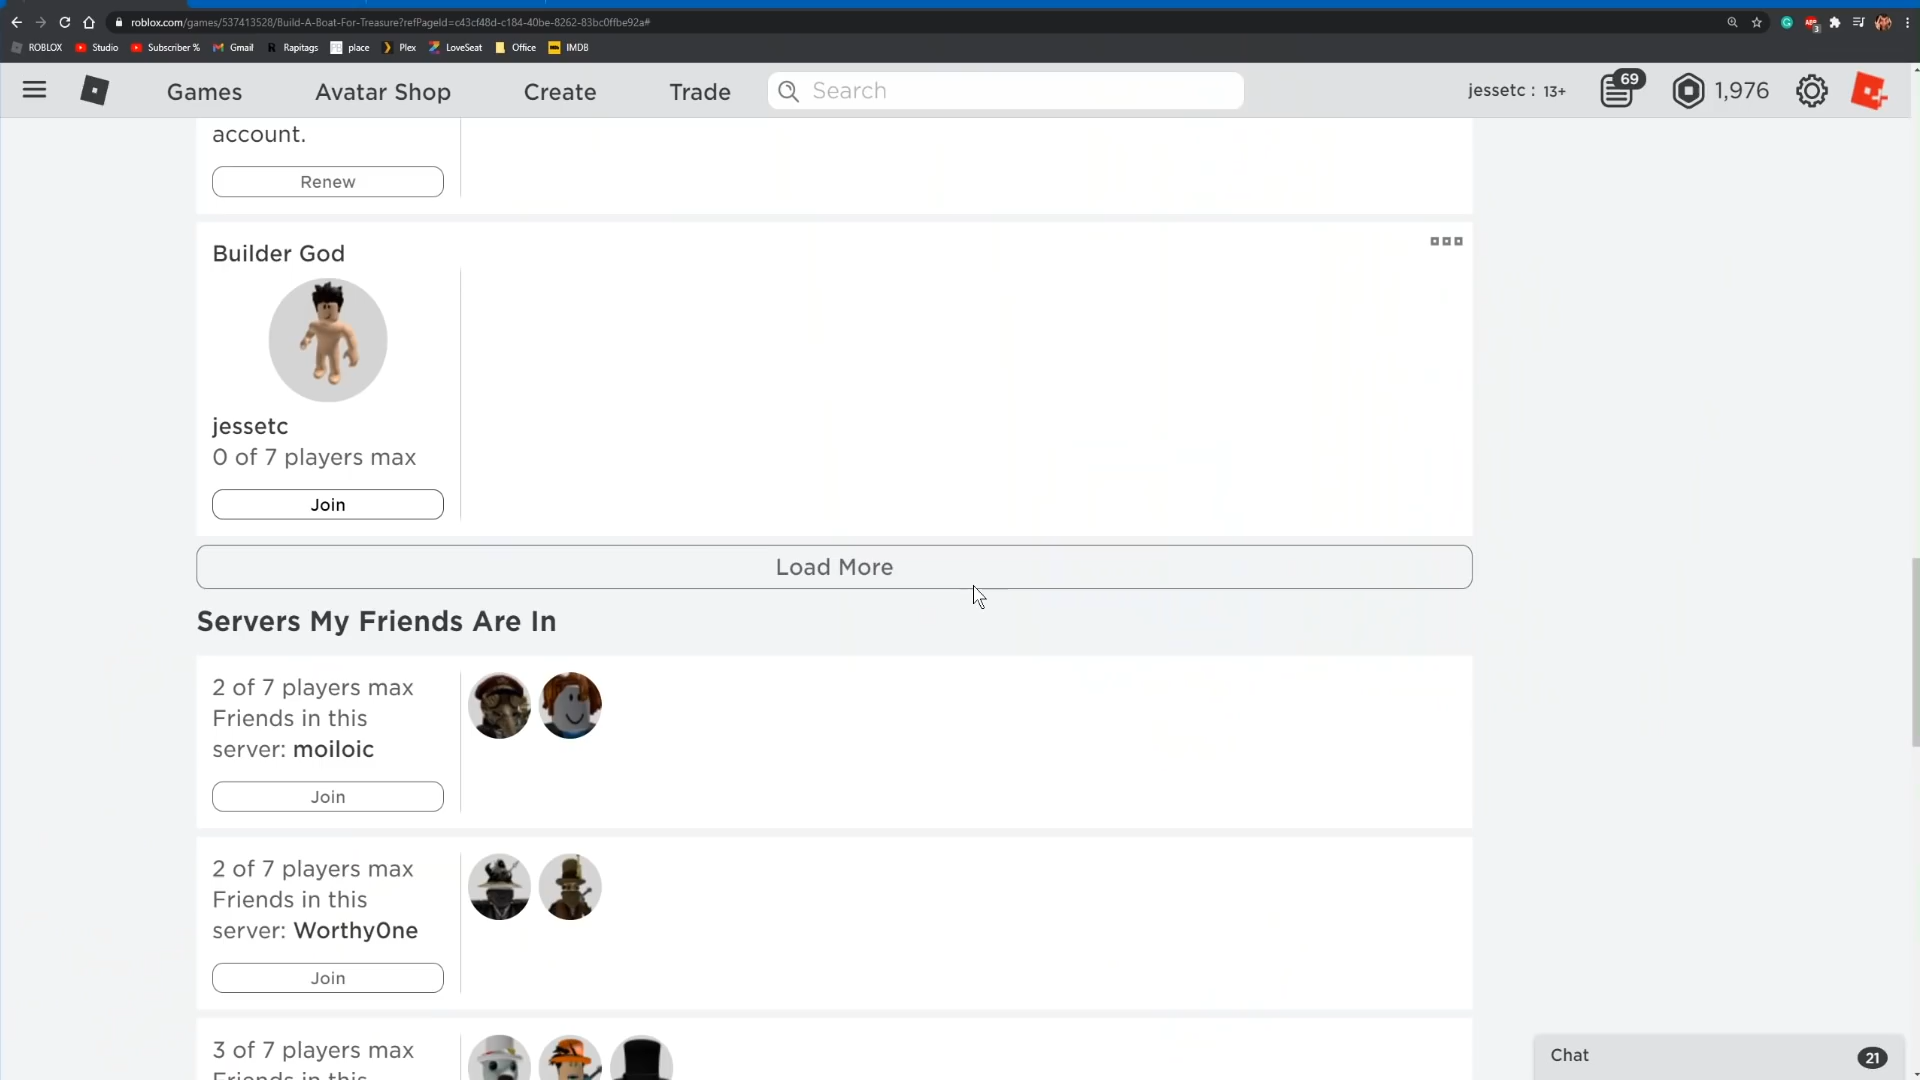 roblox.com/games/537413528/Build-A-Boat-For-Treasure?refPageId=c43cf48d-c184-40be-8262-83bc0ffbe92a#
ROBLOX Studio Subscriber % Gmail Rapitags place Plex LoveSeat Office IMDB
Games Avatar Shop Create Trade Search jessetc : 13+ 69 1,976
account.
Renew
Builder God
jessetc
0 of 7 players max
Join
Load More
Servers My Friends Are In
2 of 7 players max
Friends in this
server: moiloic
Join
2 of 7 players max
Friends in this
server: Worthy0ne
Join
3 of 7 players max
Friends in this
Chat 21